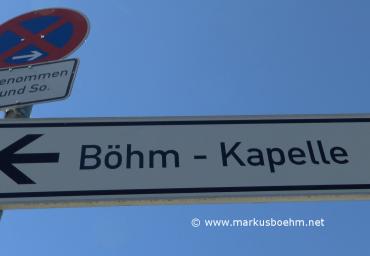 enommen
und So.
Böhm - Kapelle
© www.markusboehm.net